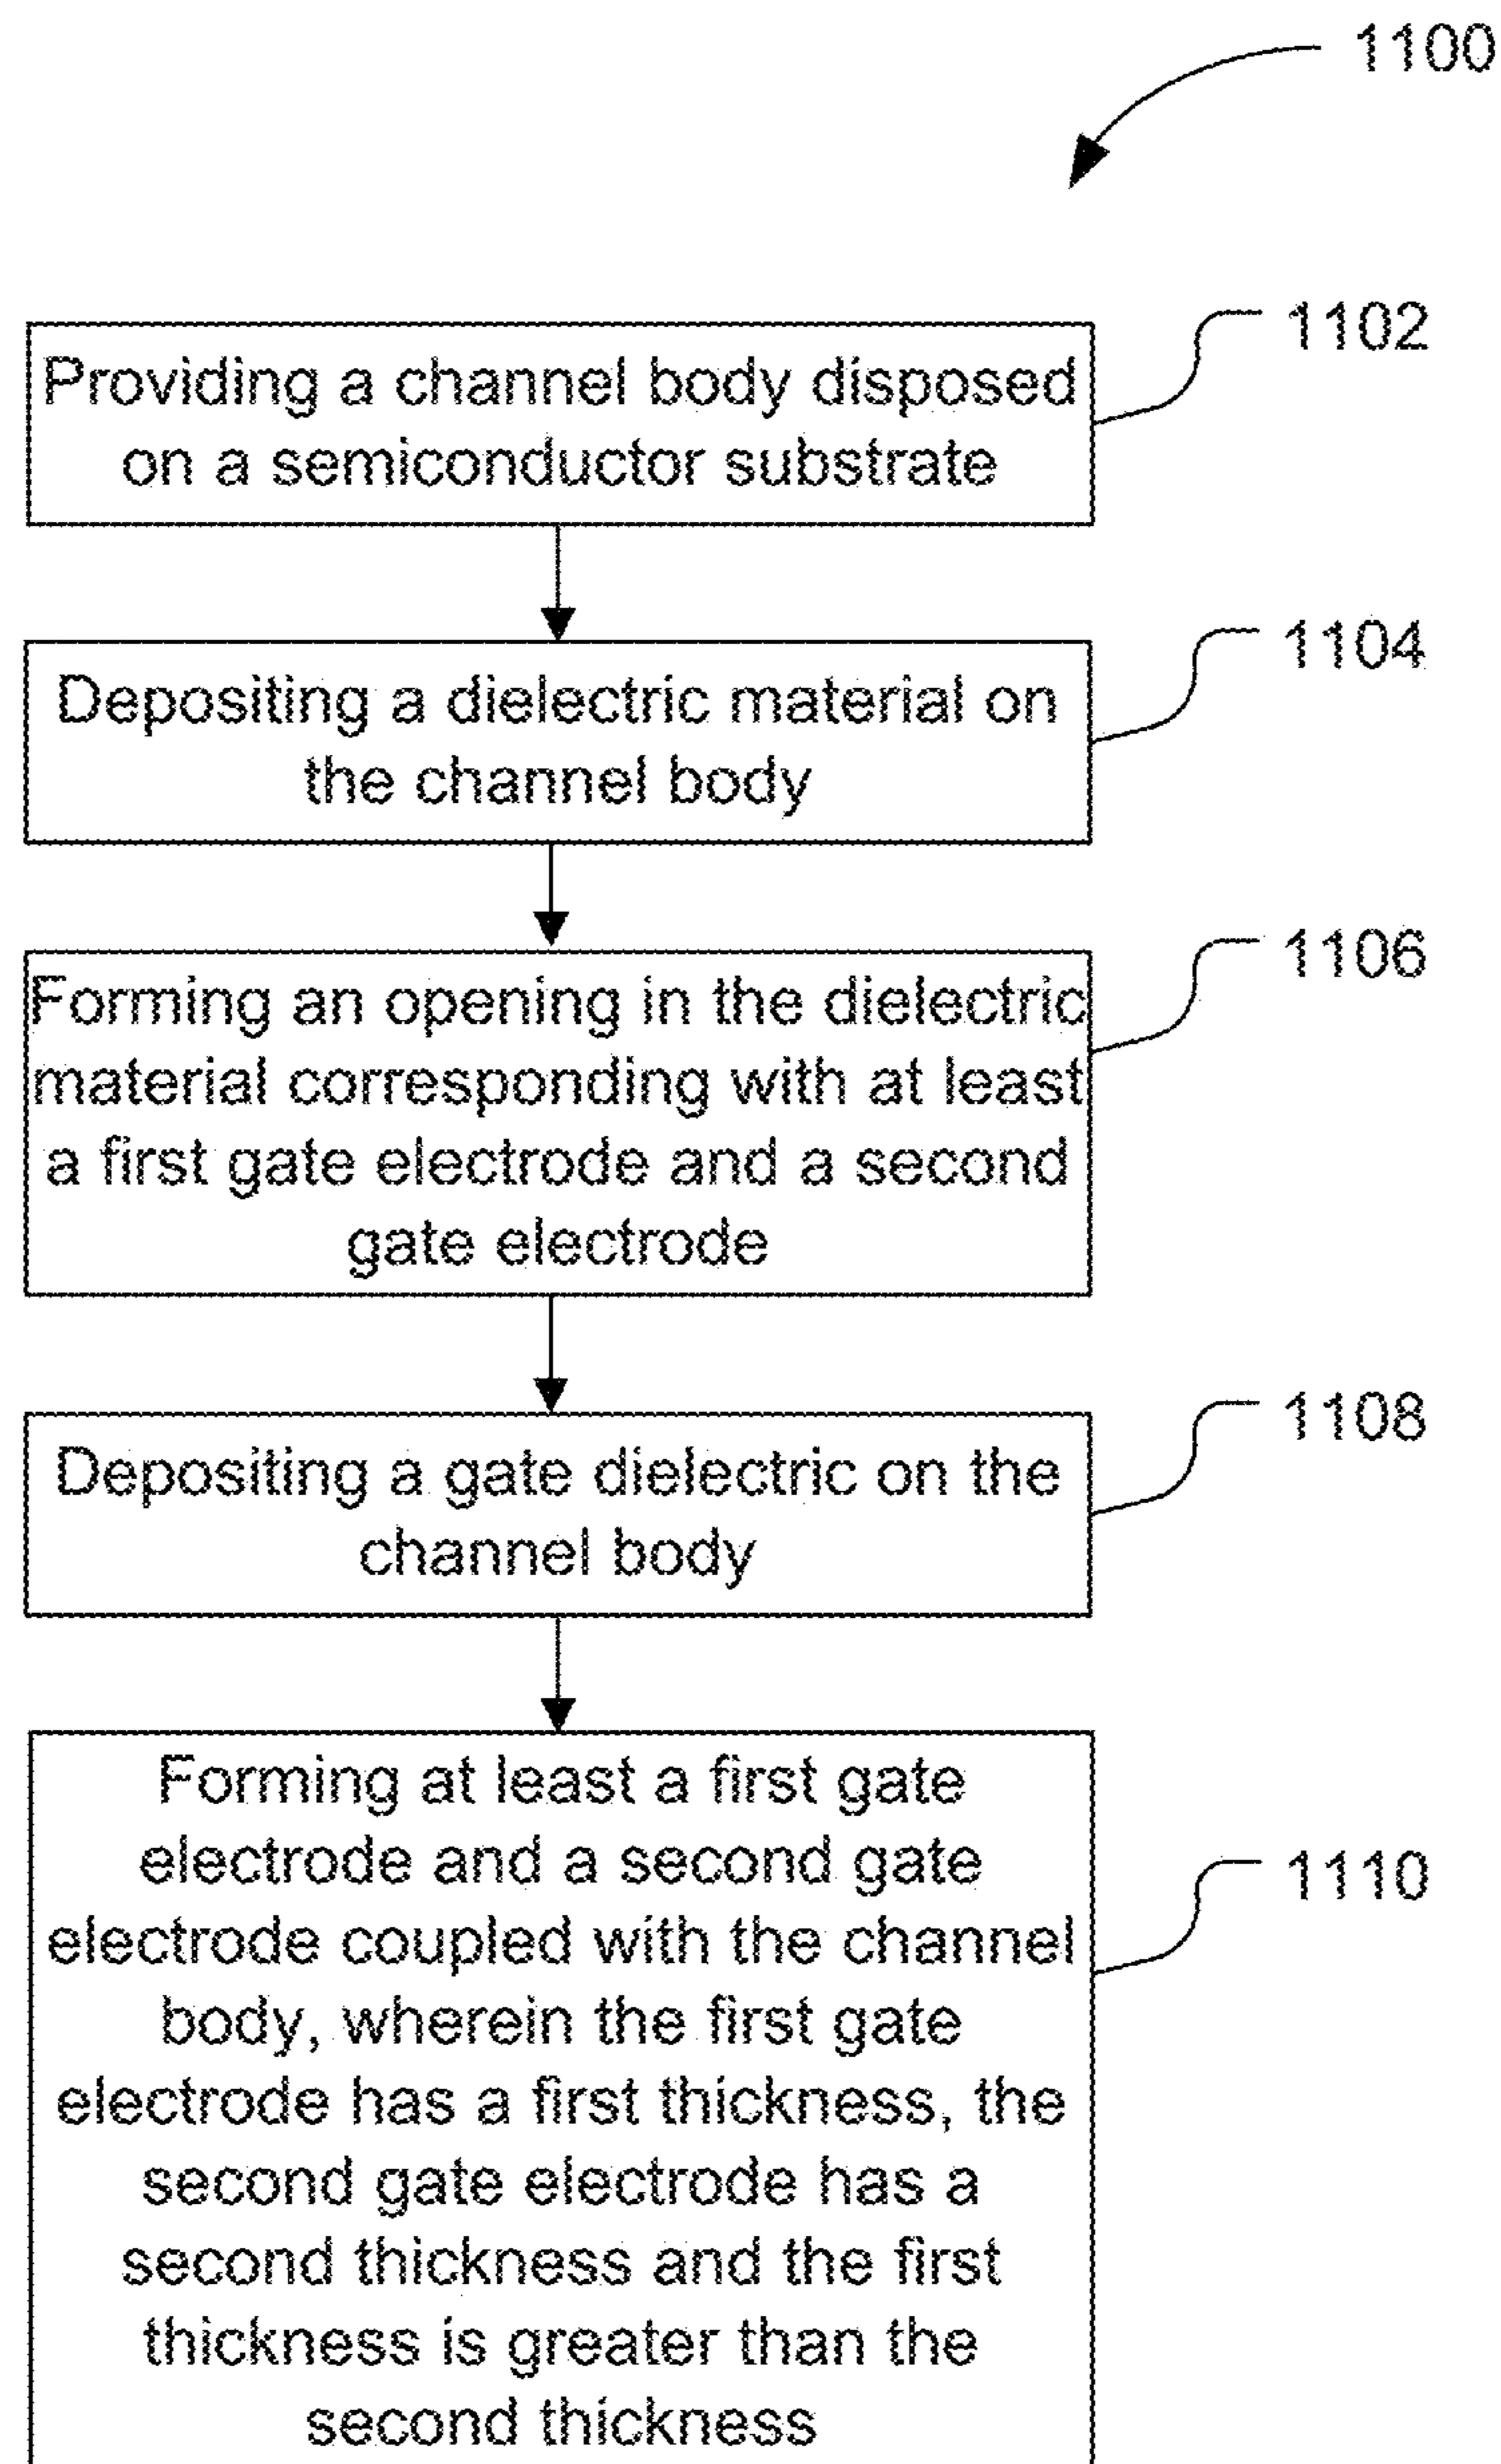 1100
Providing a channel body disposed
on a semiconductor substrate
1102
Depositing a dielectric material on
the channel body
1104
Forming an opening in the dielectric
material corresponding with at least
a first gate electrode and a second
gate electrode
1106
Depositing a gate dielectric on the
channel body
1108
Forming at least a first gate
electrode and a second gate
electrode coupled with the channel
body, wherein the first gate
electrode has a first thickness, the
second gate electrode has a
second thickness and the first
thickness is greater than the
second thickness
1110